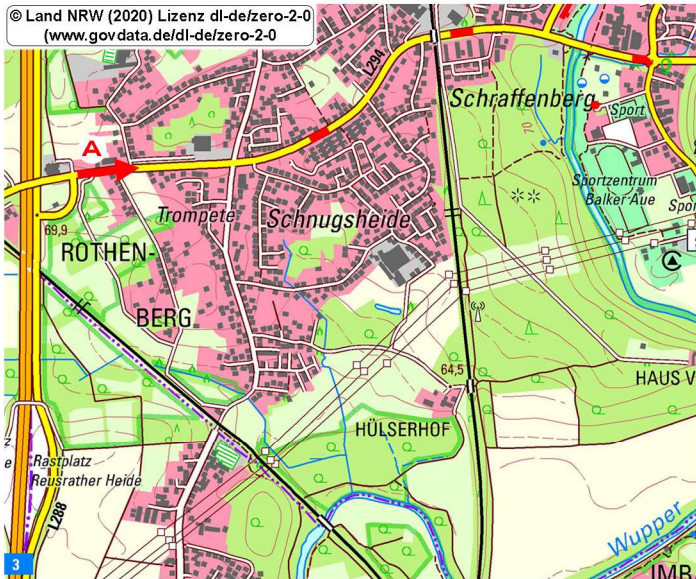 © Land NRW (2020) Lizenz dl-de/zero-2-0
(www.govdata.de/dl-de/zero-2-0
L294
Schraffenberg
Sport
A
Sportzentrum
Balker Aue
Spor
Trompete
Schnugsheide
69,9
ROTHEN-
BERG
64,5
HAUS V
HÜLSERHOF
z
e
Rastplatz
Reusrather Heide
L288
Wupper
3
IMB